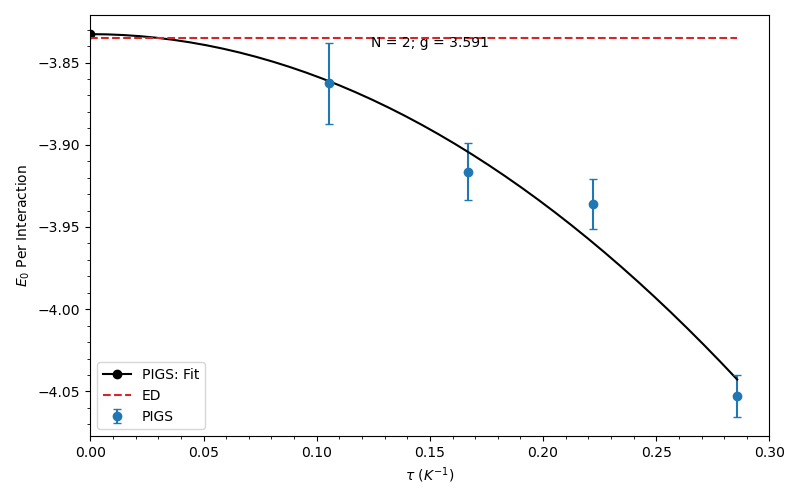 N = 2; g = 3.591
−3.85
−3.90
−3.95
−4.00
−4.05
E₀ Per Interaction
PIGS: Fit
ED
PIGS
0.00 0.05 0.10 0.15 0.20 0.25 0.30
τ (K⁻¹)